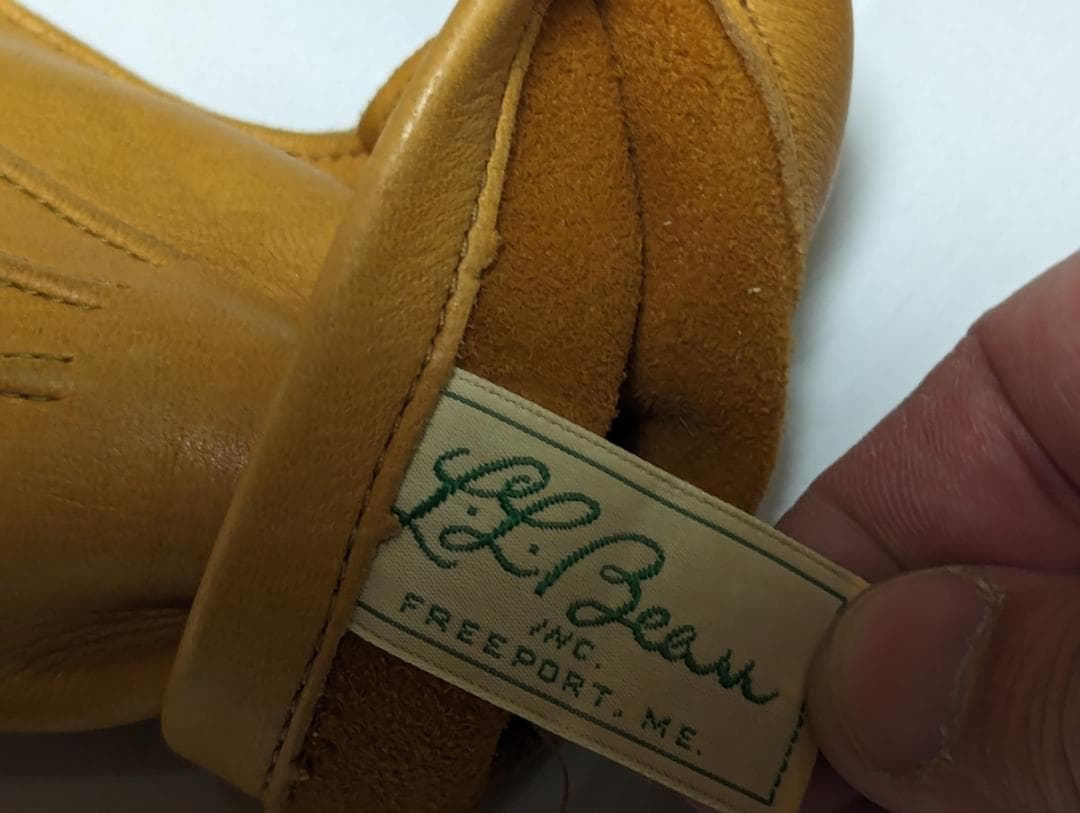 L.L. Bean
INC.
FREEPORT, ME.